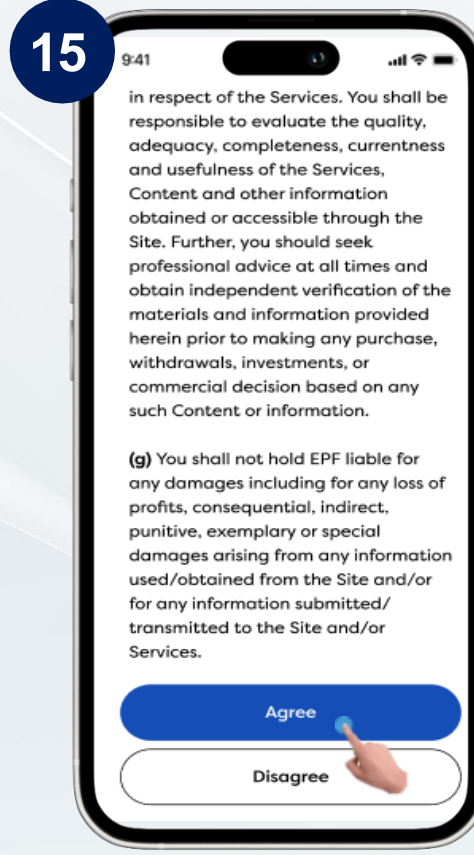 15
9:41
in respect of the Services. You shall be
responsible to evaluate the quality,
adequacy, completeness, currentness
and usefulness of the Services,
Content and other information
obtained or accessible through the
Site. Further, you should seek
professional advice at all times and
obtain independent verification of the
materials and information provided
herein prior to making any purchase,
withdrawals, investments, or
commercial decision based on any
such Content or information.
(g) You shall not hold EPF liable for
any damages including for any loss of
profits, consequential, indirect,
punitive, exemplary or special
damages arising from any information
used/obtained from the Site and/or
for any information submitted/
transmitted to the Site and/or
Services.
Agree
Disagree